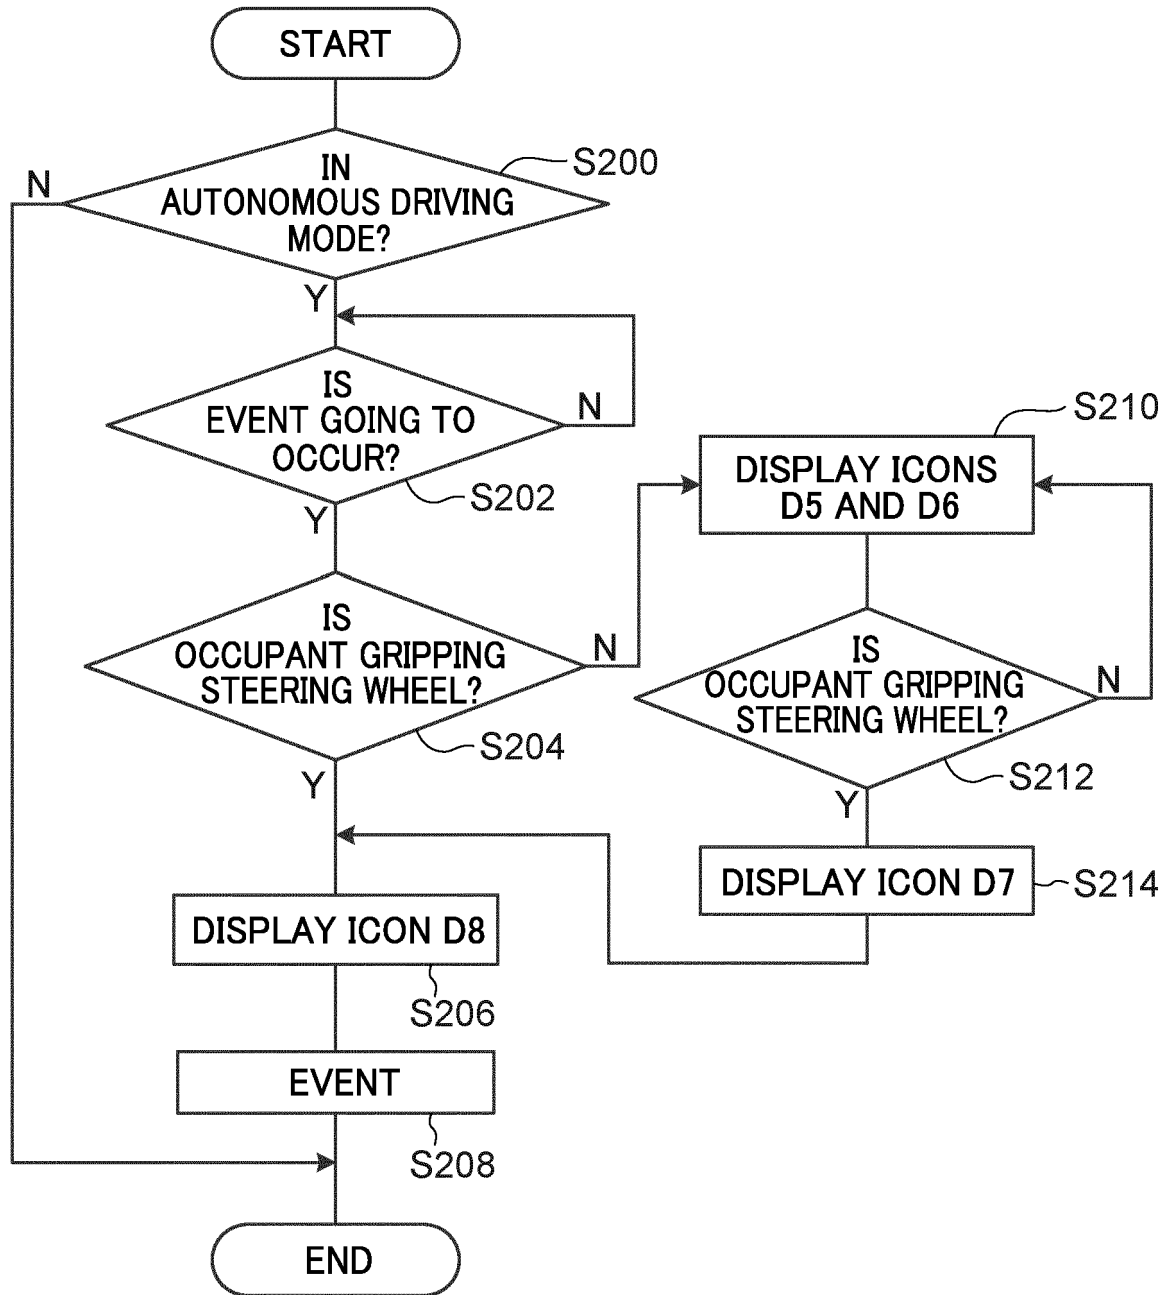 START
IN
AUTONOMOUS DRIVING
MODE?
S200
N
Y
IS
EVENT GOING TO
OCCUR?
N
S202
Y
IS
OCCUPANT GRIPPING
STEERING WHEEL?
N
S204
Y
DISPLAY ICON D8
S206
EVENT
S208
END
S210
DISPLAY ICONS
D5 AND D6
IS
OCCUPANT GRIPPING
STEERING WHEEL?
N
S212
Y
DISPLAY ICON D7
S214